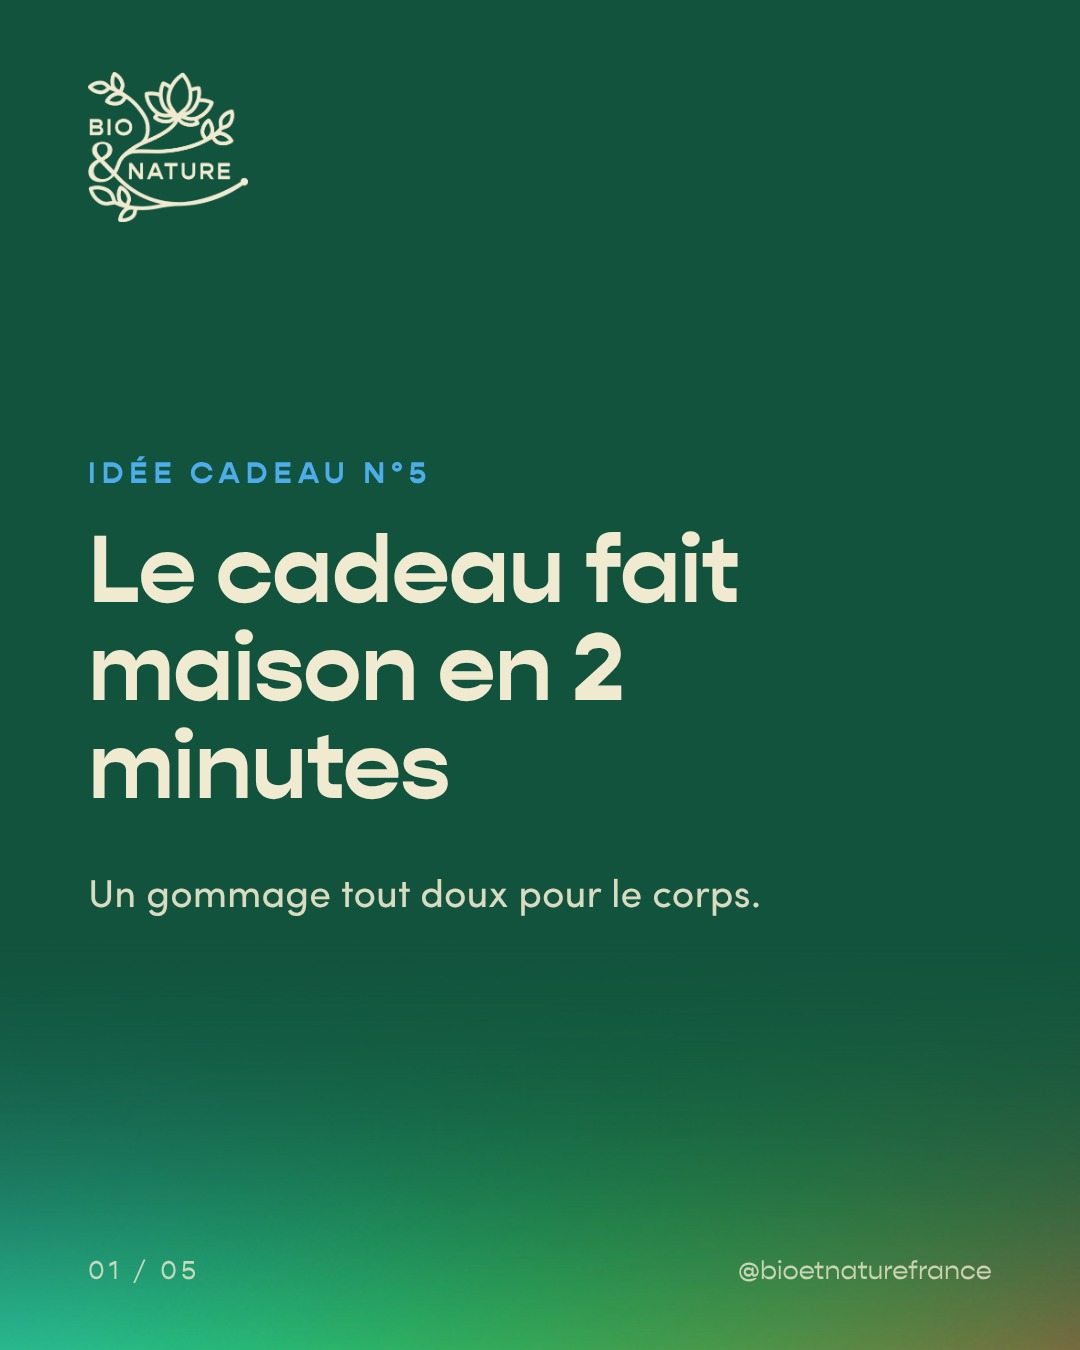 BIO
& NATURE
IDÉE CADEAU N°5
Le cadeau fait
maison en 2
minutes
Un gommage tout doux pour le corps.
01 / 05
@bioetnaturefrance